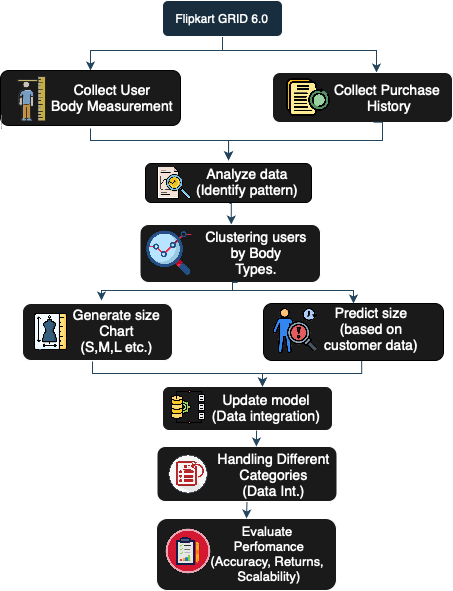 Flipkart GRID 6.0
Collect User
Body Measurement
Collect Purchase
History
Analyze data
(Identify pattern)
Clustering users
by Body
Types.
Generate size
Chart
(S,M,L etc.)
Predict size
(based on
customer data)
Update model
(Data integration)
Handling Different
Categories
(Data Int.)
Evaluate
Perfomance
(Accuracy, Returns,
Scalability)